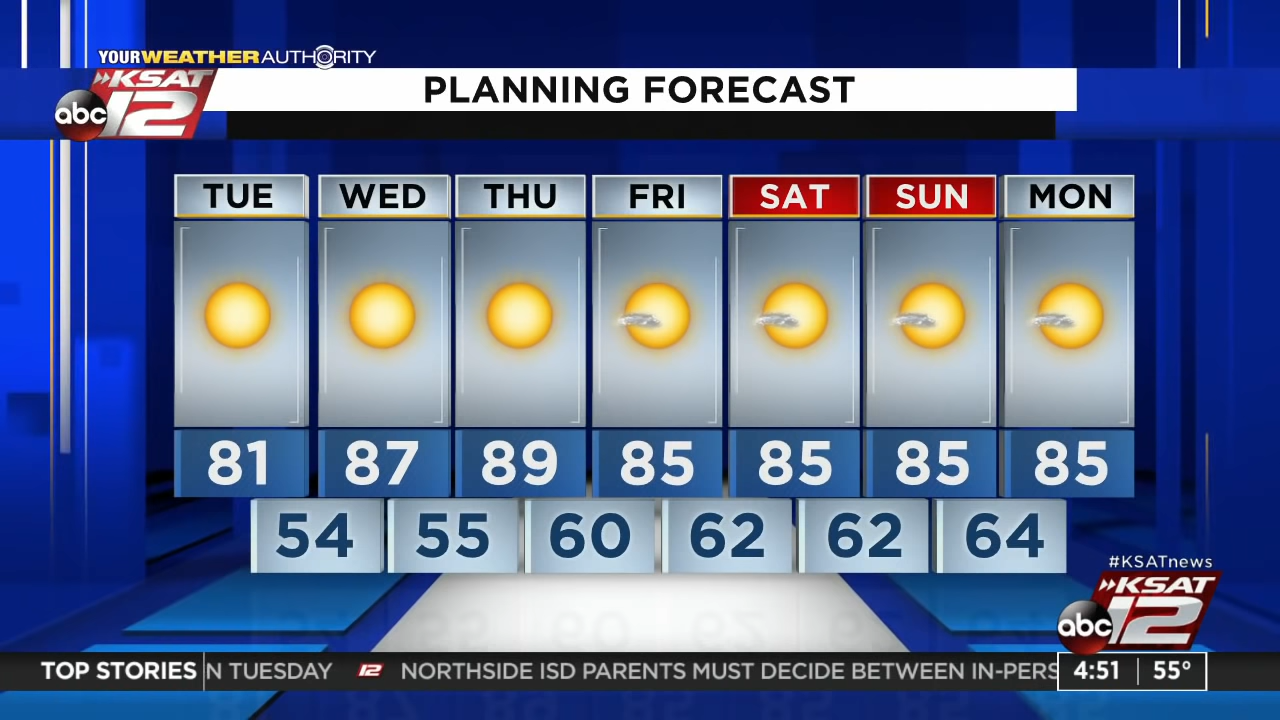 YOURWEATHERAUTHORITY
KSAT
abc 12
PLANNING FORECAST
TUE WED THU FRI SAT SUN MON
81 87 89 85 85 85 85
54 55 60 62 62 64
#KSATnews
KSAT
abc 12
TOP STORIES N TUESDAY 12 NORTHSIDE ISD PARENTS MUST DECIDE BETWEEN IN-PERS 4:51 55°